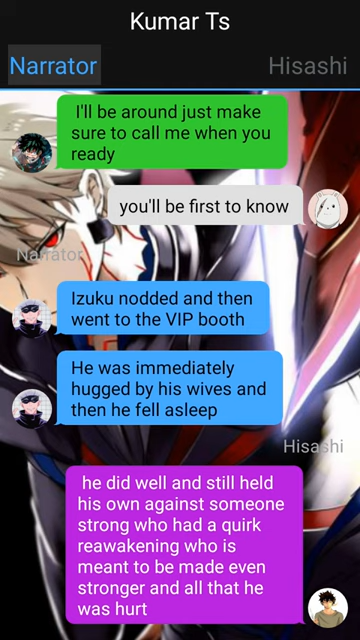 Kumar Ts
Narrator Hisashi
I'll be around just make
sure to call me when you
ready
you'll be first to know
Narrator
Izuku nodded and then
went to the VIP booth
He was immediately
hugged by his wives and
then he fell asleep
Hisashi
he did well and still held
his own against someone
strong who had a quirk
reawakening who is
meant to be made even
stronger and all that he
was hurt